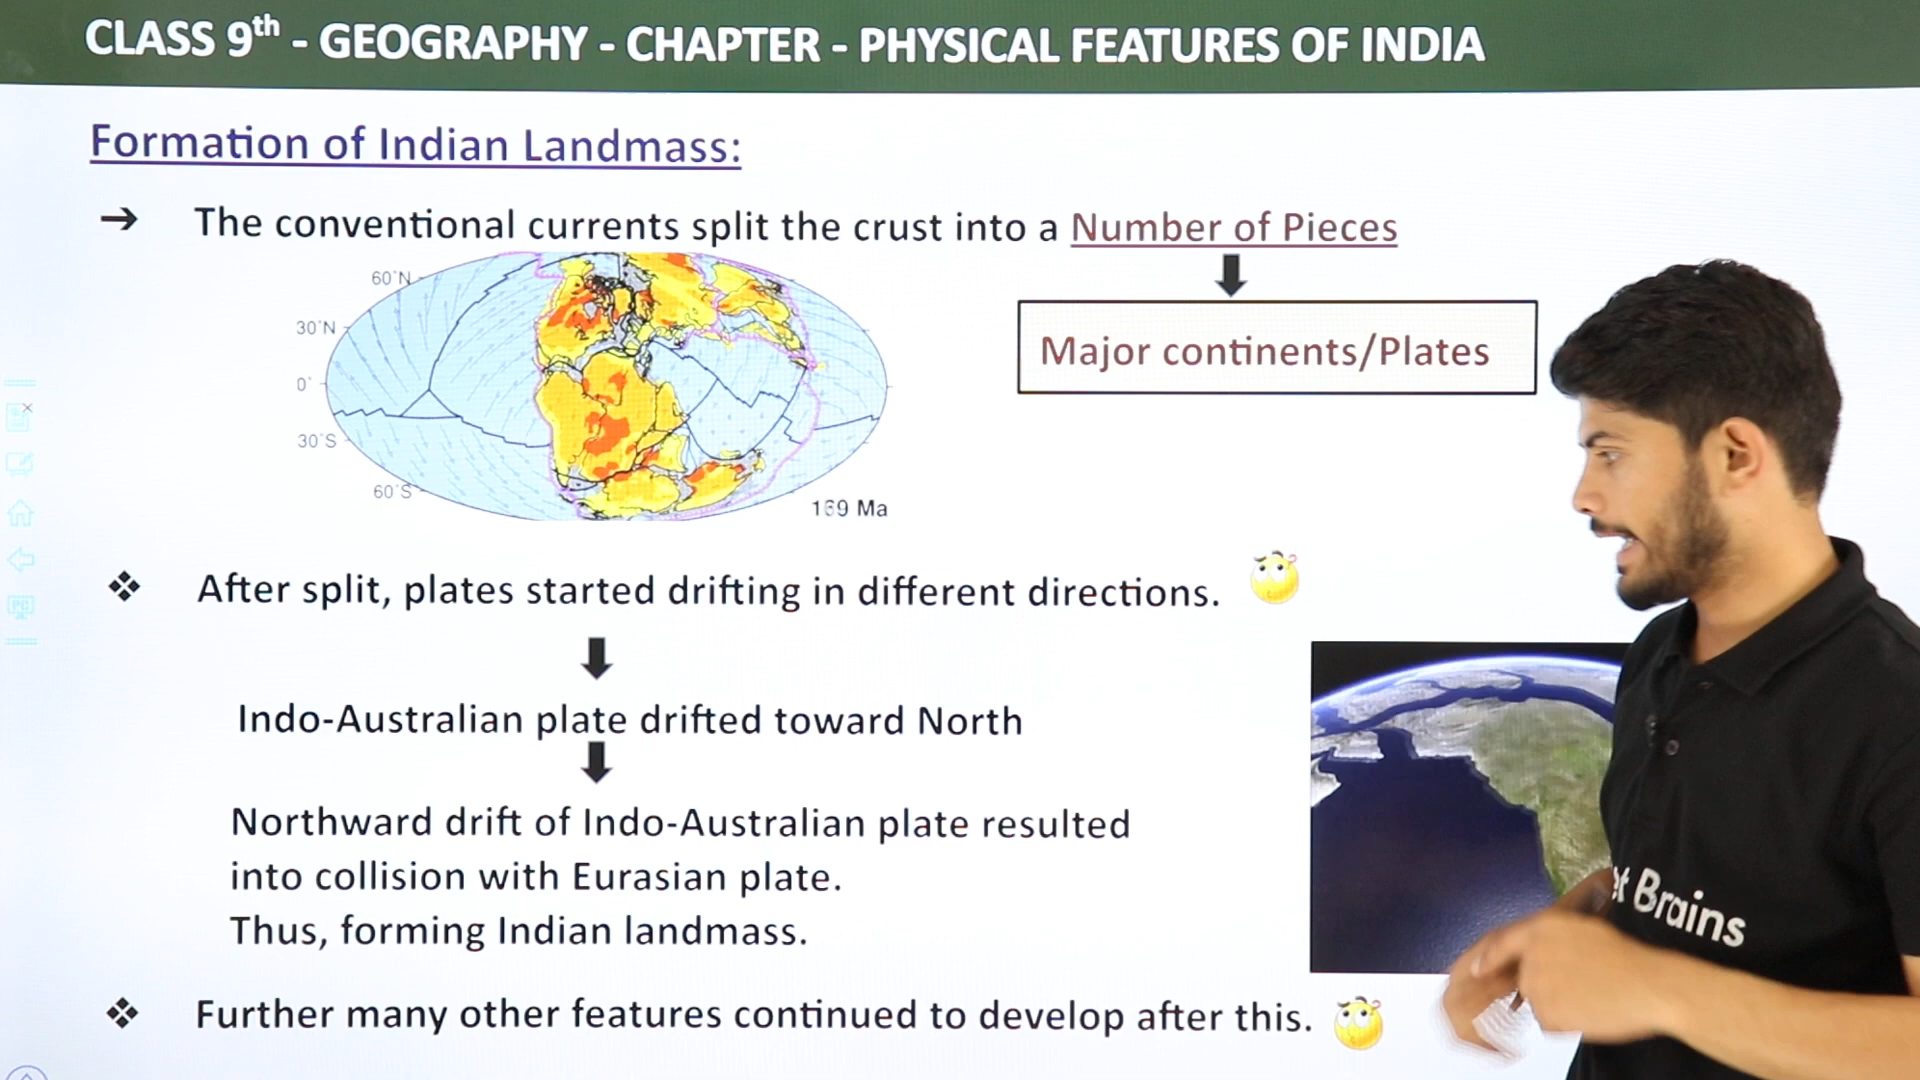 CLASS 9th - GEOGRAPHY - CHAPTER - PHYSICAL FEATURES OF INDIA
Formation of Indian Landmass:
➔ The conventional currents split the crust into a Number of Pieces
60°N
30°N
0°
30°S
60°S
169 Ma
Major continents/Plates
❖ After split, plates started drifting in different directions.
Indo-Australian plate drifted toward North
Northward drift of Indo-Australian plate resulted
into collision with Eurasian plate.
Thus, forming Indian landmass.
❖ Further many other features continued to develop after this.
Brains
PC